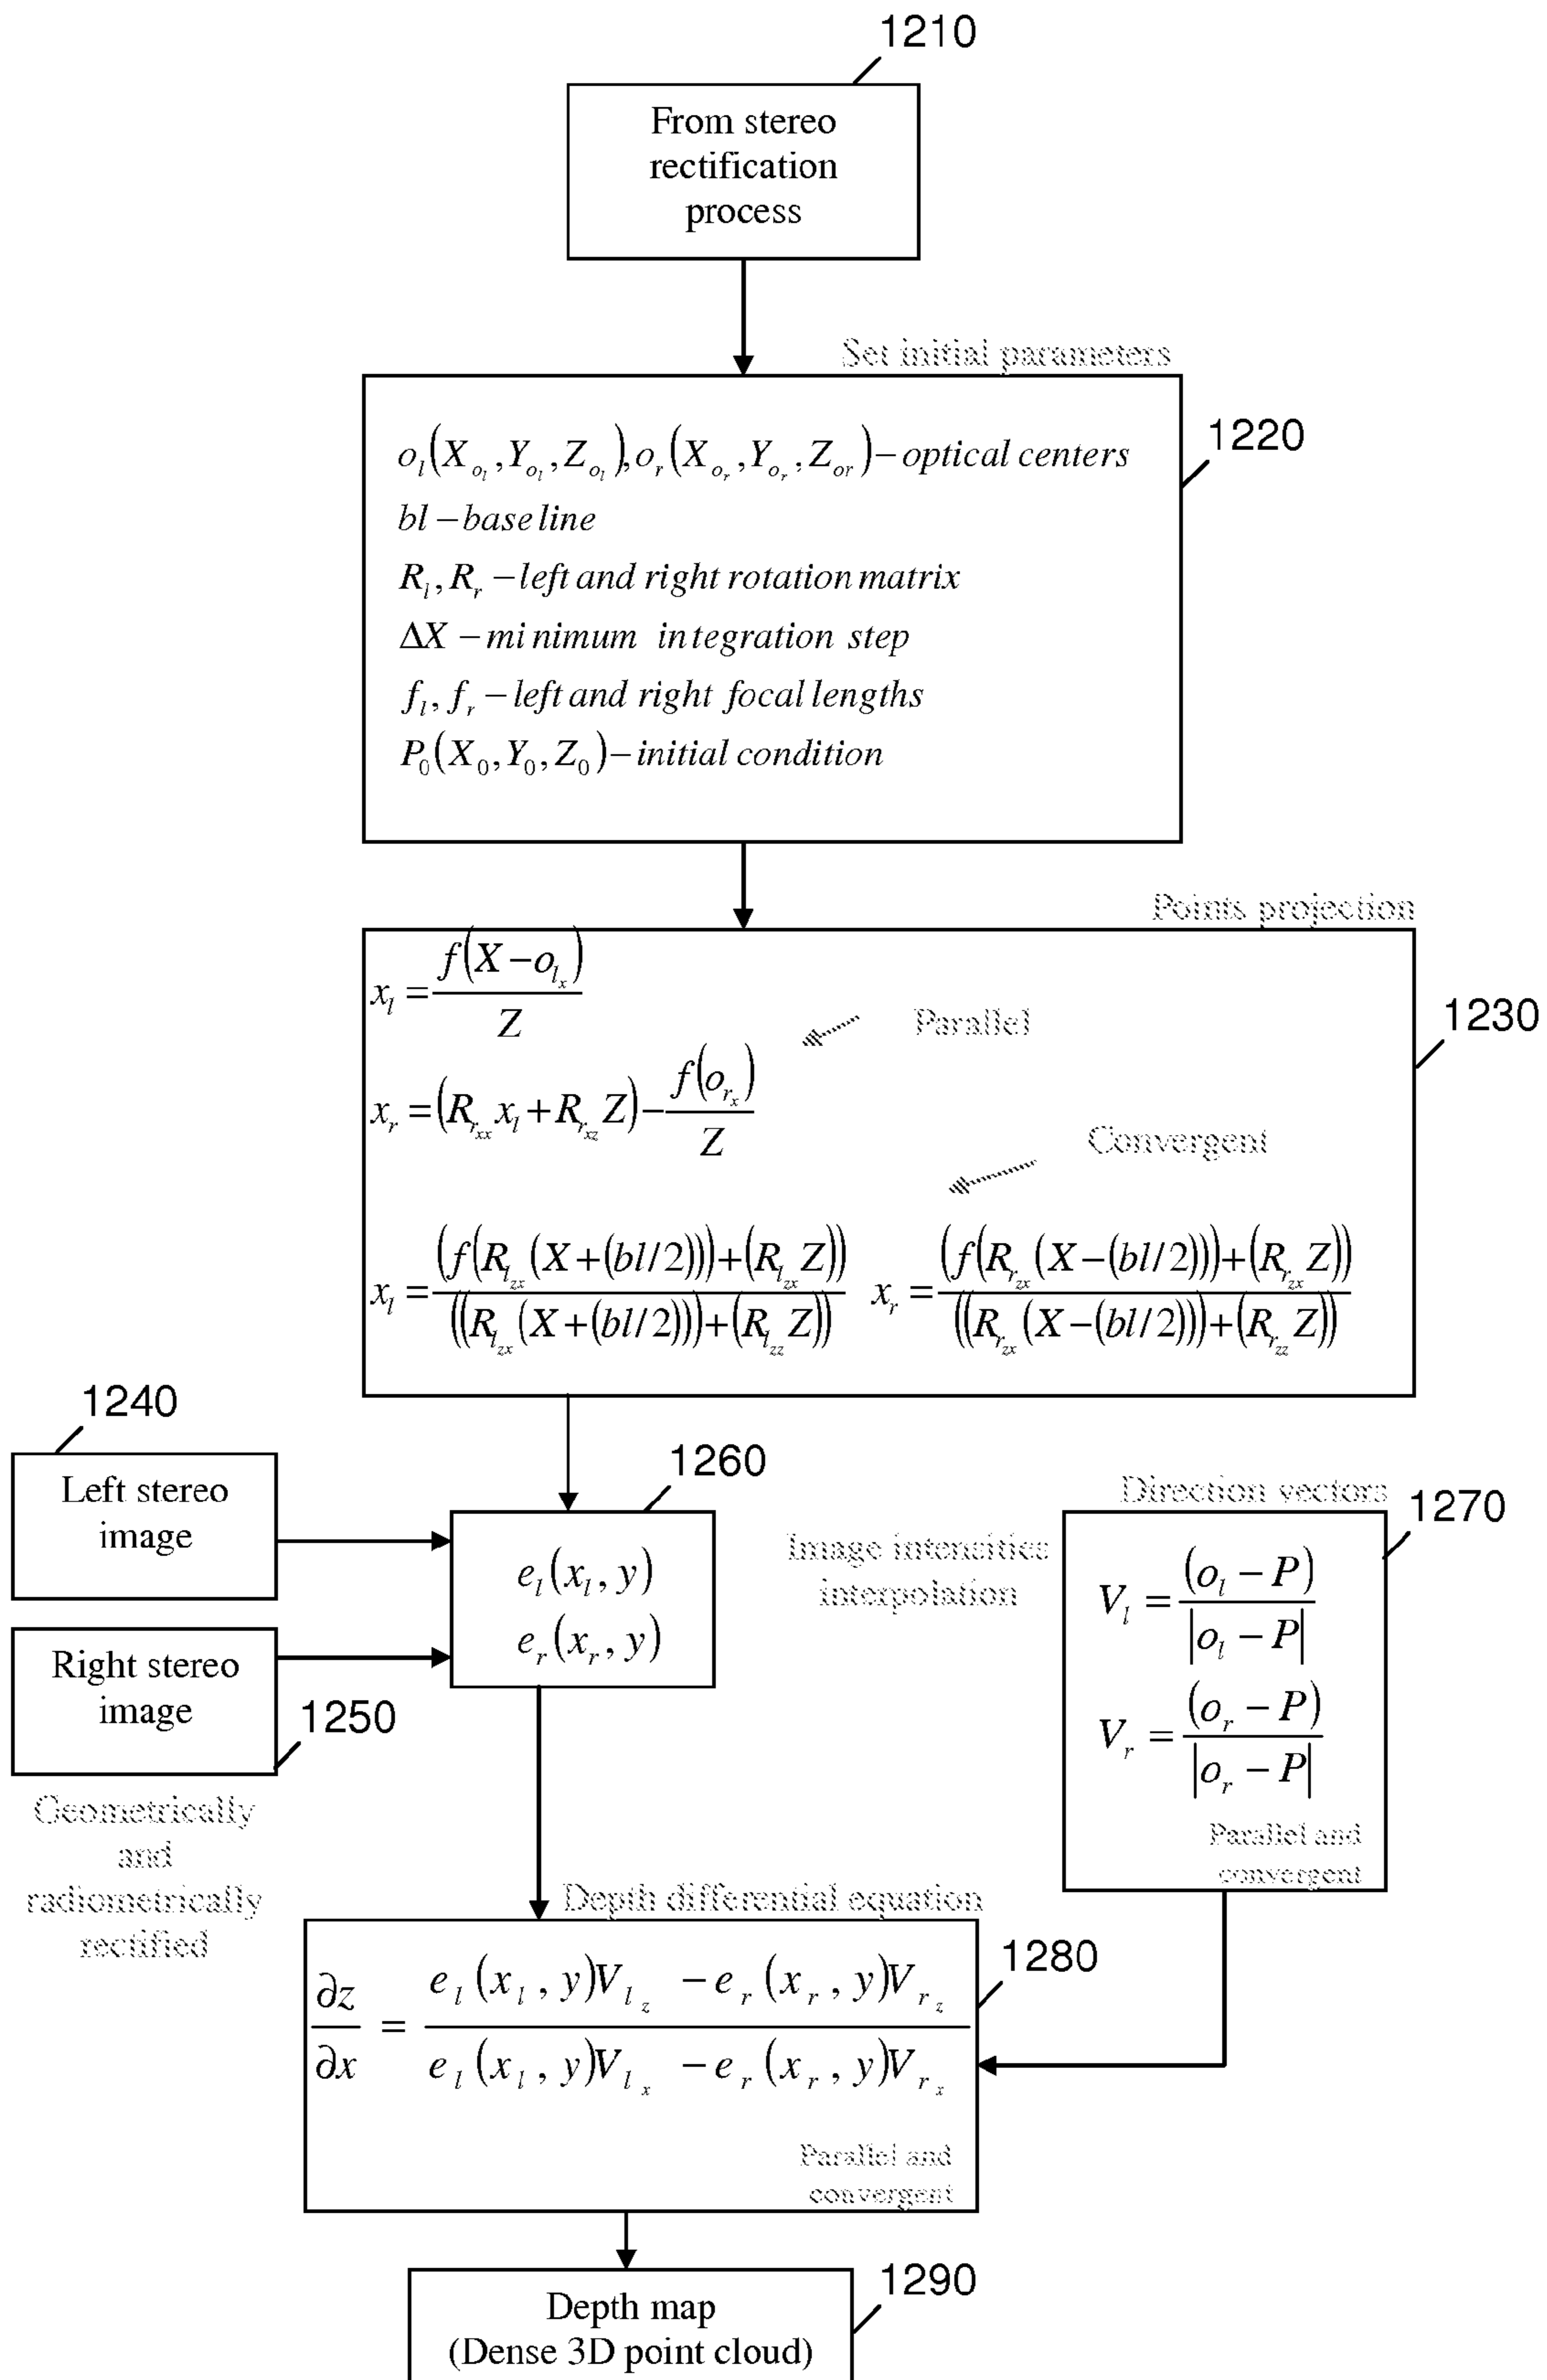 1210
From stereo
rectification
process
Set initial parameters
1220
o_l(X_{o_l}, Y_{o_l}, Z_{o_l}), o_r(X_{o_r}, Y_{o_r}, Z_{or}) – optical centers
bl – base line
R_l, R_r – left and right rotation matrix
ΔX – minimum integration step
f_l, f_r – left and right focal lengths
P_0(X_0, Y_0, Z_0) – initial condition
Points projection
1230
x_l = f(X – o_{l_x}) / Z
Parallel
x_r = (R_{r_{xx}} x_l + R_{r_{xz}} Z) – f(o_{r_x}) / Z
Convergent
x_l = (f(R_{l_{zx}}(X + (bl/2))) + (R_{l_{zx}} Z)) / ((R_{l_{zx}}(X + (bl/2))) + (R_{l_{zz}} Z)) x_r = (f(R_{r_{zx}}(X – (bl/2))) + (R_{r_{zx}} Z)) / ((R_{r_{zx}}(X – (bl/2))) + (R_{r_{zz}} Z))
1240
Left stereo
image
Right stereo
image
1250
Geometrically
and
radiometrically
rectified
1260
e_l(x_l, y)
e_r(x_r, y)
Image intensities
interpolation
Direction vectors
1270
V_l = (o_l – P) / |o_l – P|
V_r = (o_r – P) / |o_r – P|
Parallel and
convergent
Depth differential equation
1280
∂z/∂x = e_l(x_l, y)V_{l_z} – e_r(x_r, y)V_{r_z} / e_l(x_l, y)V_{l_x} – e_r(x_r, y)V_{r_x}
Parallel and
convergent
1290
Depth map
(Dense 3D point cloud)